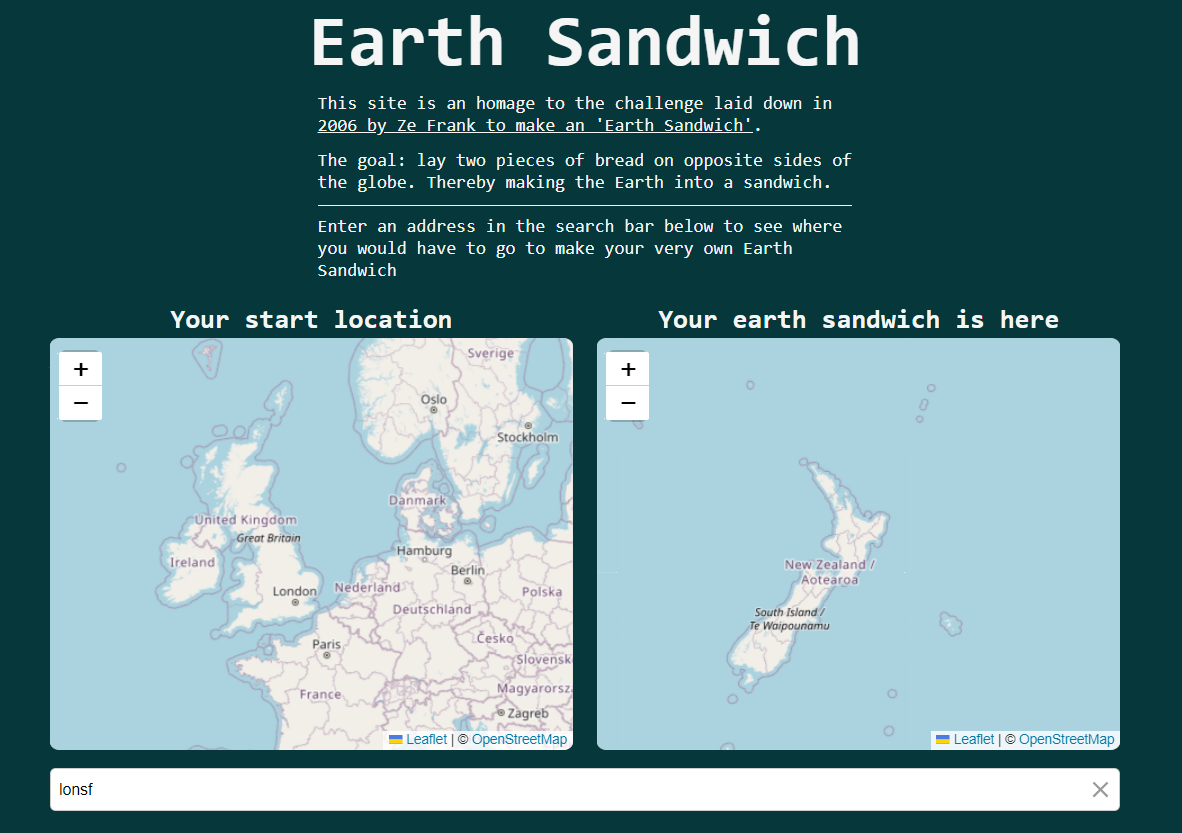 Earth Sandwich
This site is an homage to the challenge laid down in
2006 by Ze Frank to make an 'Earth Sandwich'.
The goal: lay two pieces of bread on opposite sides of
the globe. Thereby making the Earth into a sandwich.
Enter an address in the search bar below to see where
you would have to go to make your very own Earth
Sandwich
Your start location
+
−
Sverige
Oslo
Stockholm
Danmark
United Kingdom
Great Britain
Hamburg
Ireland
Berlin
London
Nederland
Polska
Deutschland
Česko
Paris
Slovensk
France
Magyarorsz
Zagreb
Leaflet | © OpenStreetMap
Your earth sandwich is here
+
−
New Zealand /
Aotearoa
South Island /
Te Waipounamu
Leaflet | © OpenStreetMap
lonsf